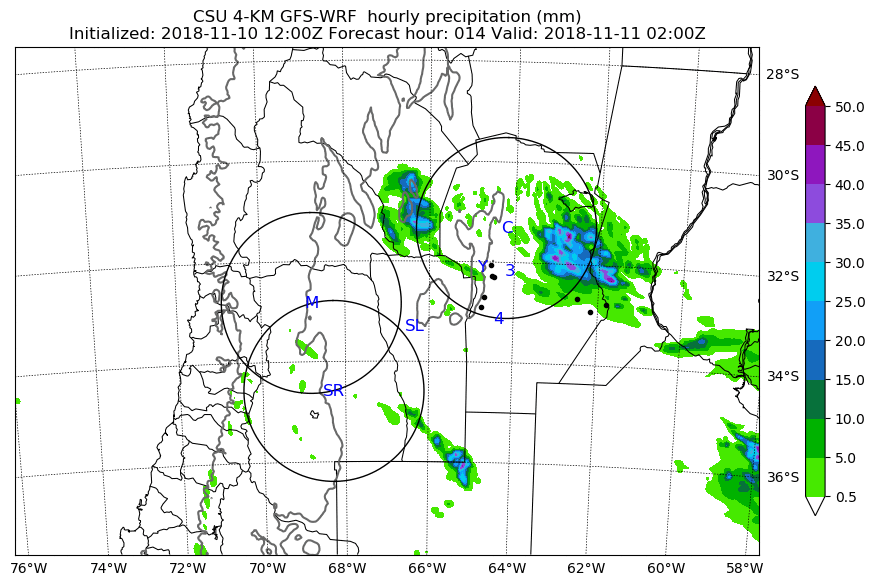 CSU 4-KM GFS-WRF  hourly precipitation (mm)
Initialized: 2018-11-10 12:00Z Forecast hour: 014 Valid: 2018-11-11 02:00Z
28°S
50.0
45.0
30°S
40.0
C
35.0
Y 3
32°S
30.0
M
25.0
SL 4
20.0
34°S
SR
15.0
10.0
36°S
5.0
0.5
76°W 74°W 72°W 70°W 68°W 66°W 64°W 62°W 60°W 58°W